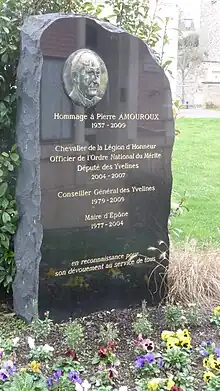 Hommage à Pierre AMOUROUX
1937 - 2009
Chevalier de la Légion d'Honneur
Officier de l'Ordre National du Mérite
Député des Yvelines
2004 - 2007
Conseiller Général des Yvelines
1979 - 2009
Maire d'Epône
1977 - 2004
en reconnaissance pour
son dévouement au service de tous